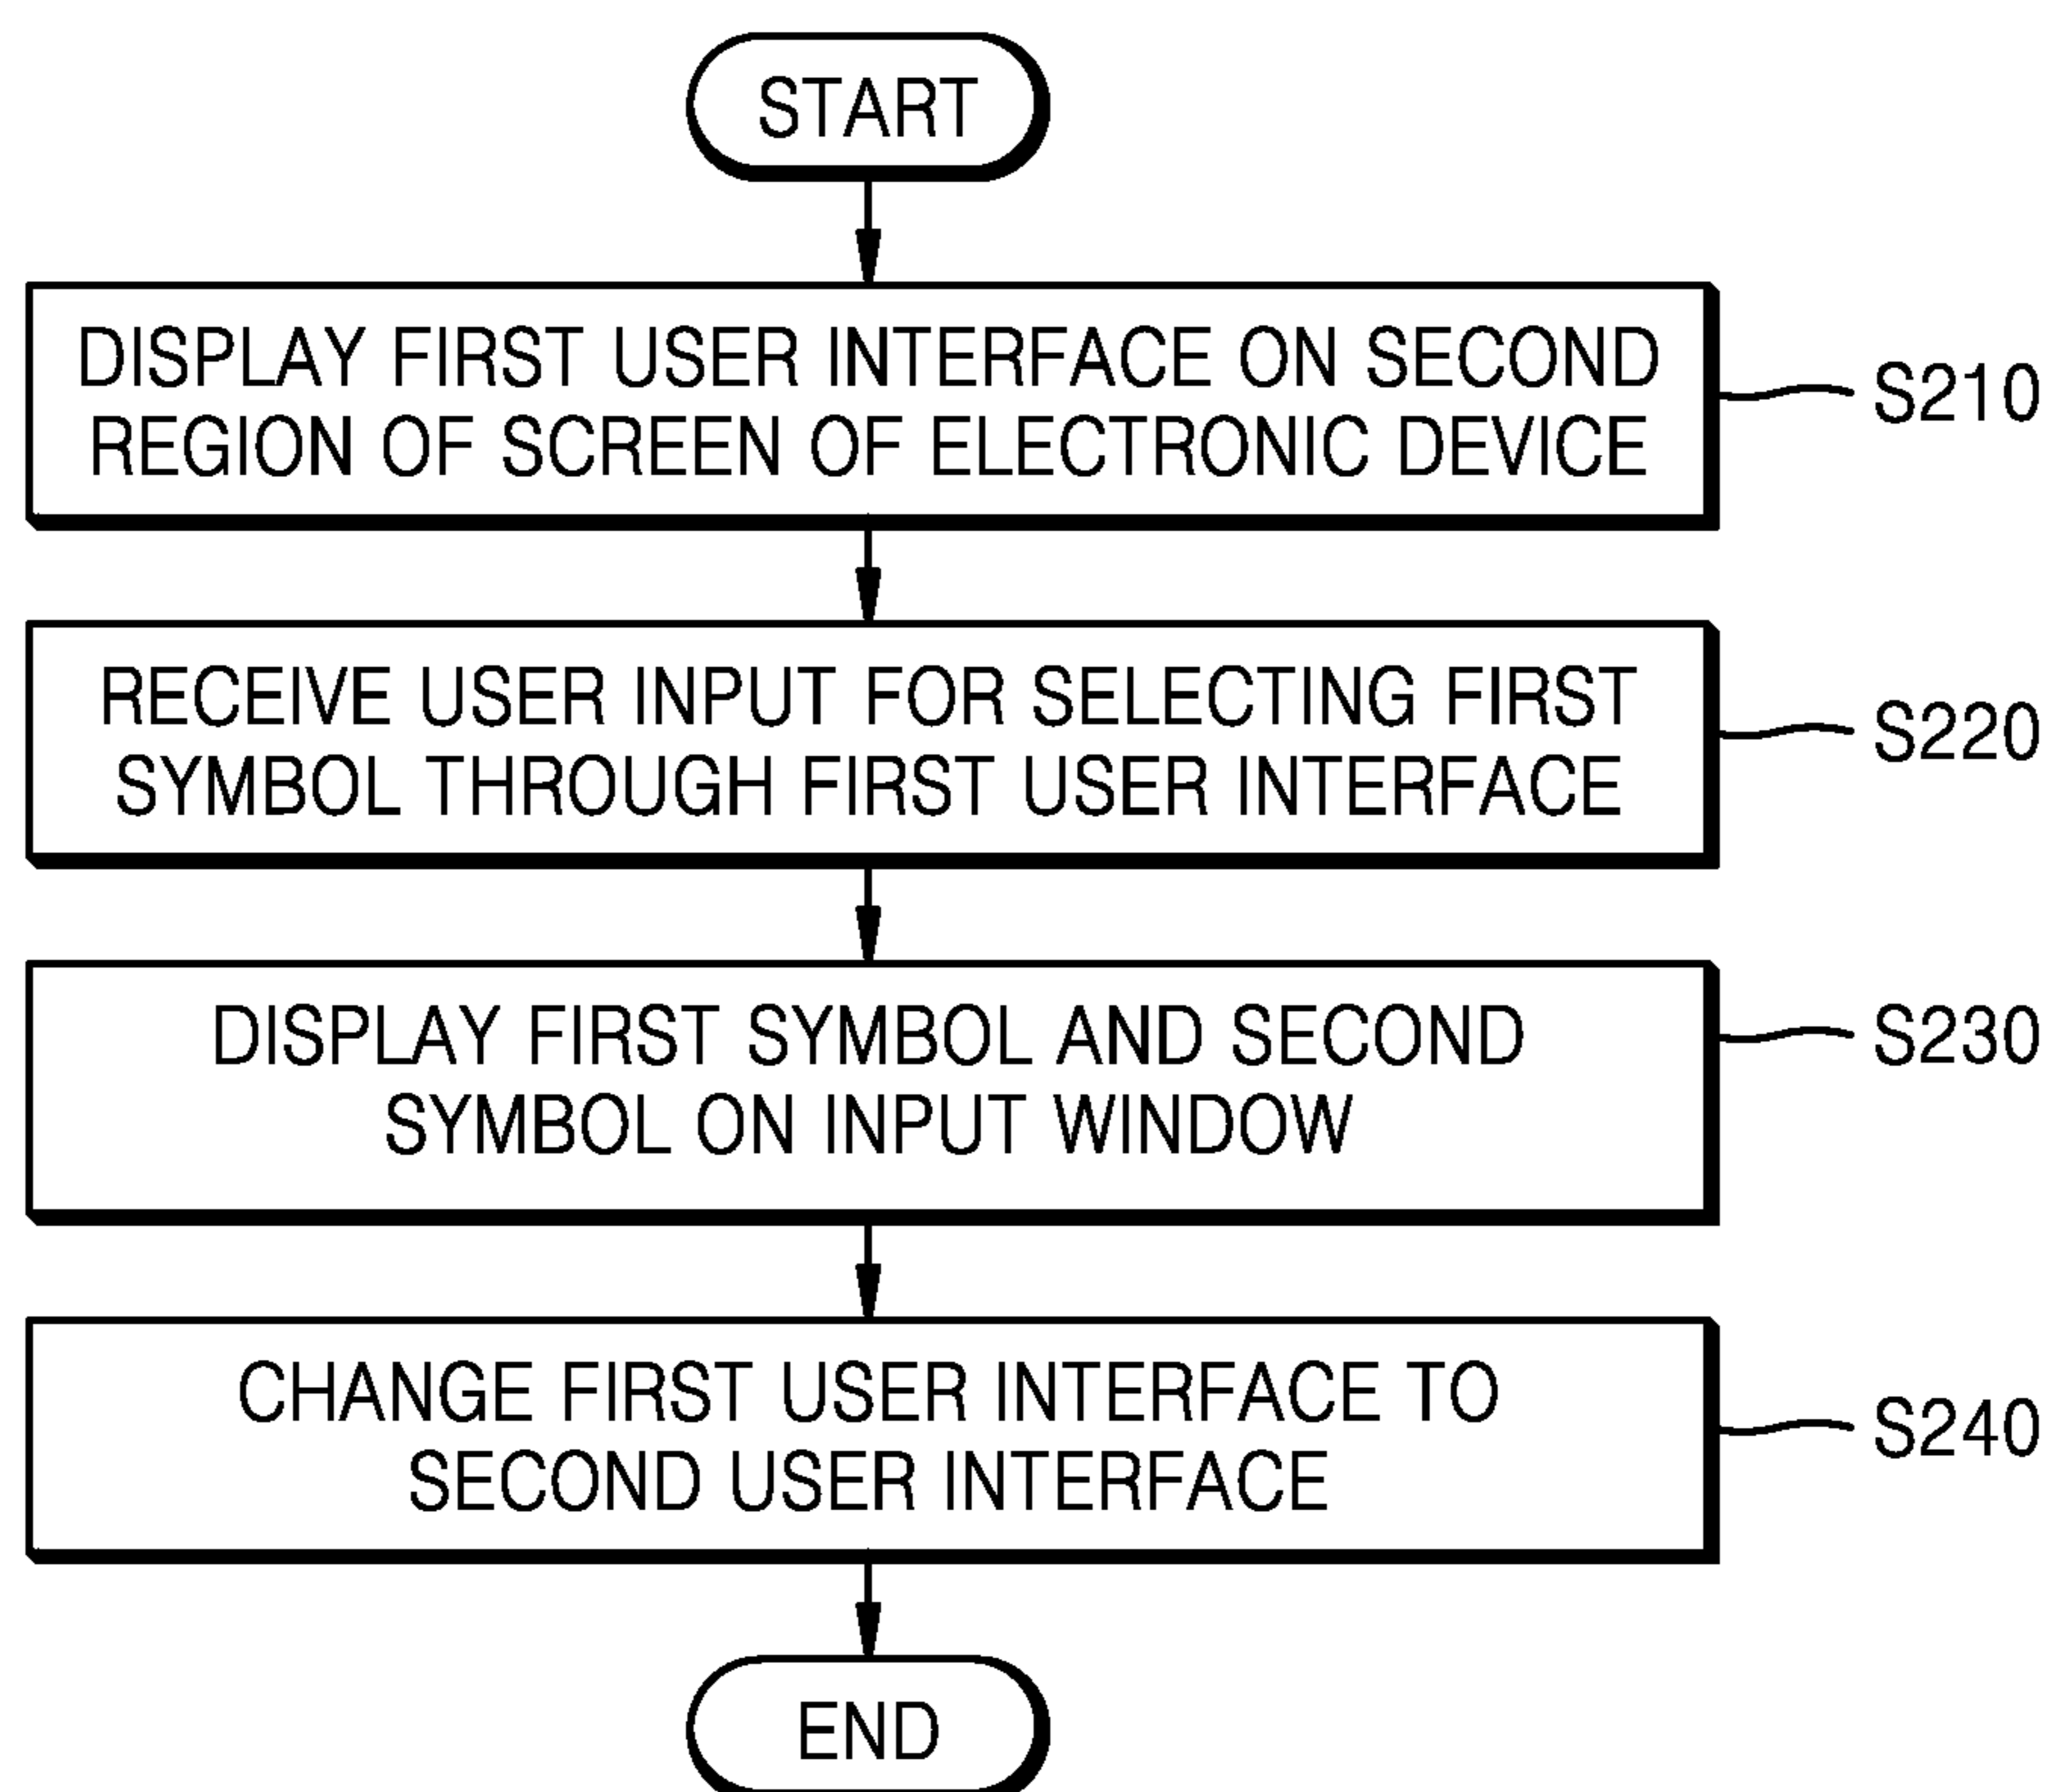 START
DISPLAY FIRST USER INTERFACE ON SECOND
REGION OF SCREEN OF ELECTRONIC DEVICE
S210
RECEIVE USER INPUT FOR SELECTING FIRST
SYMBOL THROUGH FIRST USER INTERFACE
S220
DISPLAY FIRST SYMBOL AND SECOND
SYMBOL ON INPUT WINDOW
S230
CHANGE FIRST USER INTERFACE TO
SECOND USER INTERFACE
S240
END